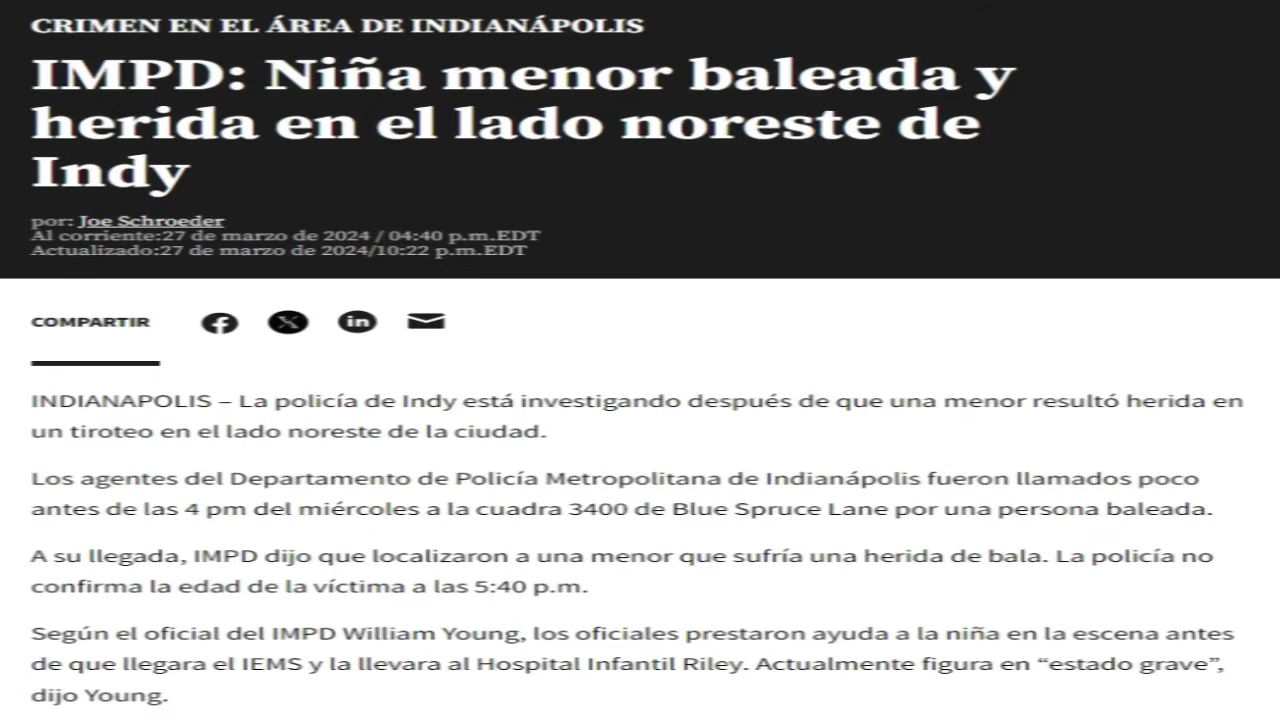 CRIMEN EN EL ÁREA DE INDIANÁPOLIS
IMPD: Niña menor baleada y
herida en el lado noreste de
Indy
por: Joe Schroeder
Al corriente:27 de marzo de 2024 / 04:40 p.m.EDT
Actualizado:27 de marzo de 2024/10:22 p.m.EDT
COMPARTIR
INDIANAPOLIS – La policía de Indy está investigando después de que una menor resultó herida en
un tiroteo en el lado noreste de la ciudad.
Los agentes del Departamento de Policía Metropolitana de Indianápolis fueron llamados poco
antes de las 4 pm del miércoles a la cuadra 3400 de Blue Spruce Lane por una persona baleada.
A su llegada, IMPD dijo que localizaron a una menor que sufría una herida de bala. La policía no
confirma la edad de la víctima a las 5:40 p.m.
Según el oficial del IMPD William Young, los oficiales prestaron ayuda a la niña en la escena antes
de que llegara el IEMS y la llevara al Hospital Infantil Riley. Actualmente figura en “estado grave”,
dijo Young.